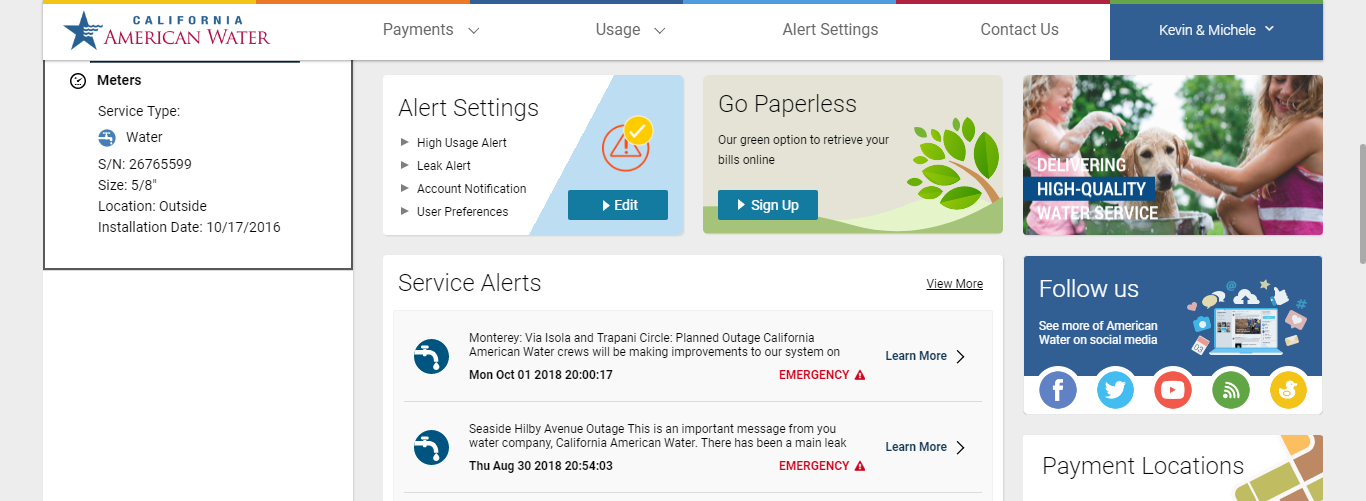 CALIFORNIA
AMERICAN WATER
Payments
Usage
Alert Settings
Contact Us
Kevin & Michele
Meters
Service Type:
Water
S/N: 26765599
Size: 5/8"
Location: Outside
Installation Date: 10/17/2016
Alert Settings
High Usage Alert
Leak Alert
Account Notification
User Preferences
Edit
Go Paperless
Our green option to retrieve your
bills online
Sign Up
DELIVERING
HIGH-QUALITY
WATER SERVICE
Service Alerts
View More
Monterey: Via Isola and Trapani Circle: Planned Outage California
American Water crews will be making improvements to our system on
Mon Oct 01 2018 20:00:17
EMERGENCY
Learn More
Seaside Hilby Avenue Outage This is an important message from you
water company, California American Water. There has been a main leak
Thu Aug 30 2018 20:54:03
EMERGENCY
Learn More
Follow us
See more of American
Water on social media
Payment Locations